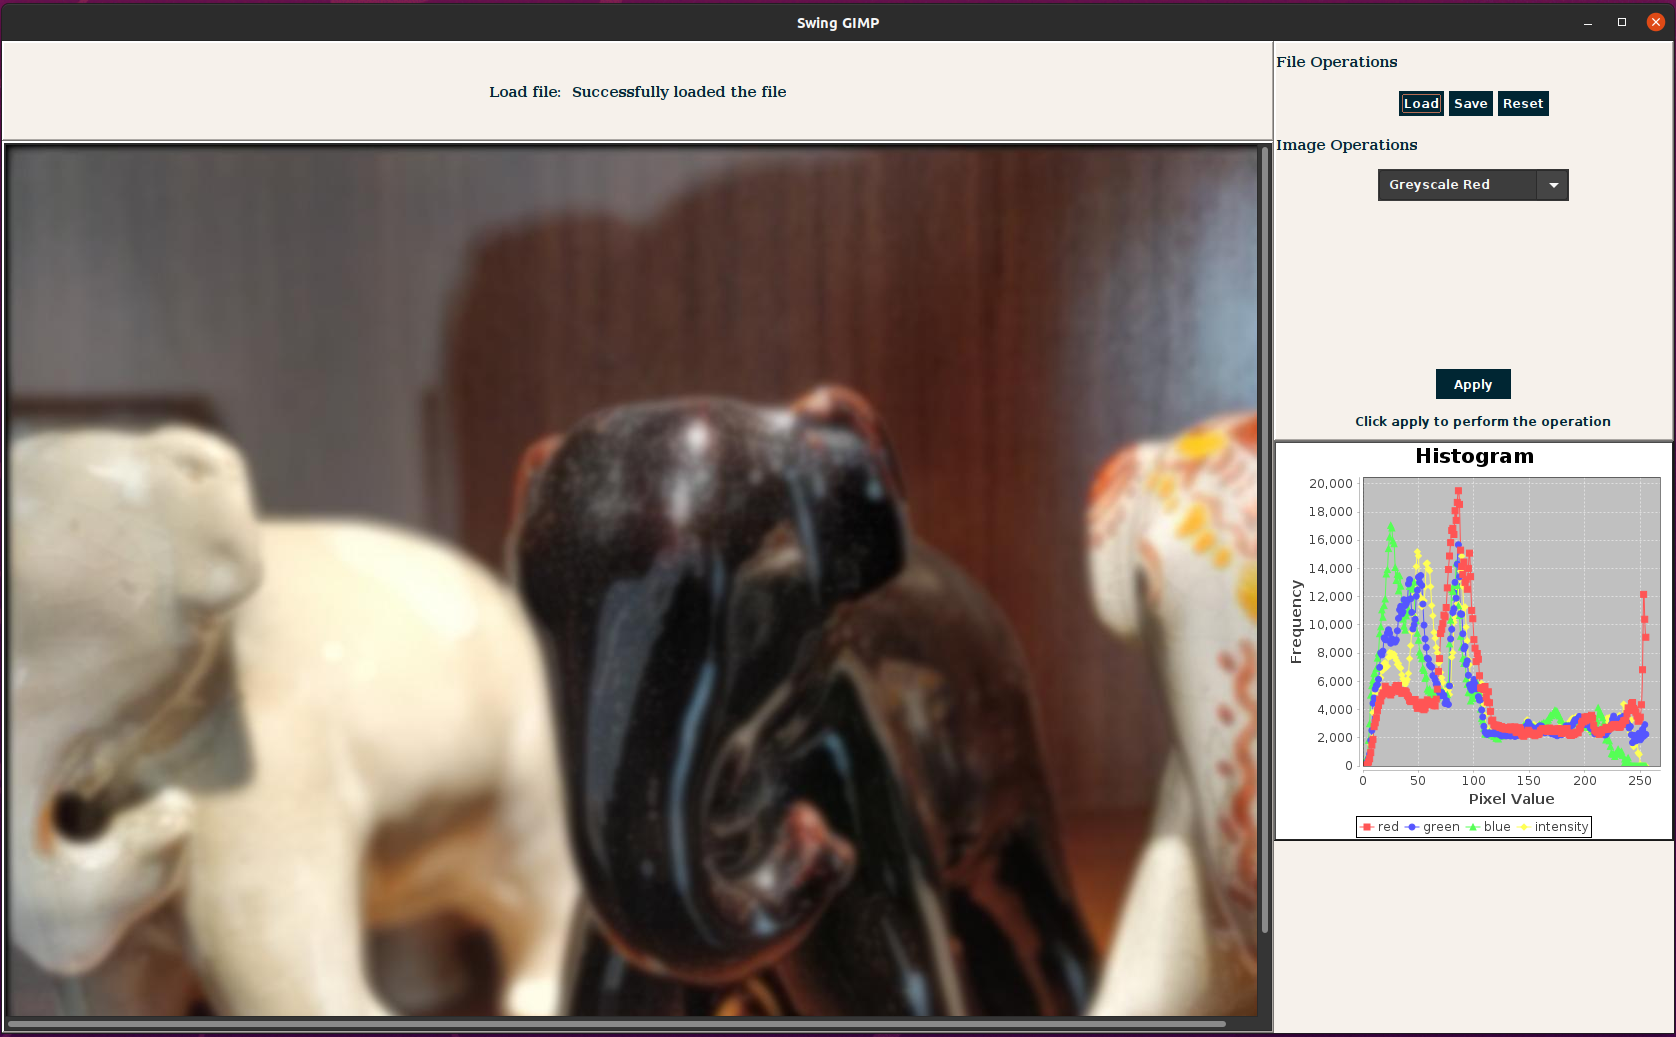 Swing GIMP
Load file:  Successfully loaded the file
File Operations
Load Save Reset
Image Operations
Greyscale Red
Apply
Click apply to perform the operation
Histogram
20,000
18,000
16,000
14,000
12,000
10,000
8,000
6,000
4,000
2,000
0
Frequency
0 50 100 150 200 250
Pixel Value
red green blue intensity